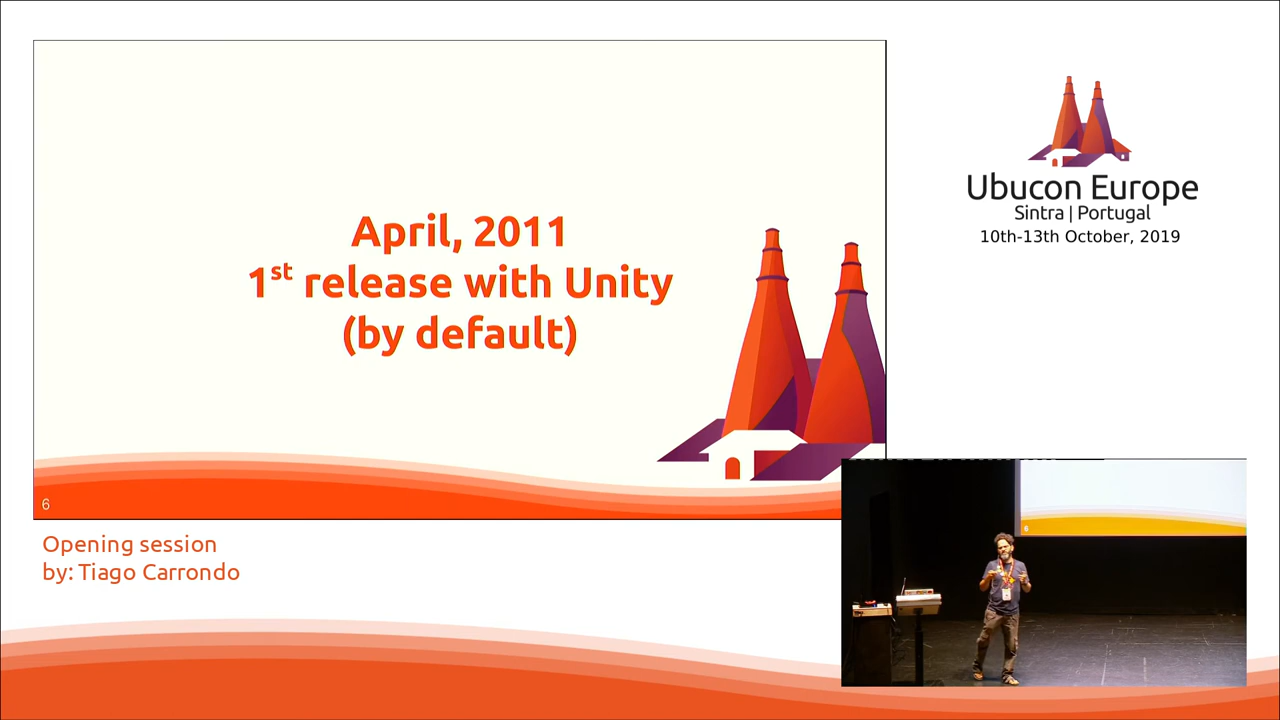 April, 2011
1st release with Unity
(by default)
6
Opening session
by: Tiago Carrondo
Ubucon Europe
Sintra | Portugal
10th-13th October, 2019
6